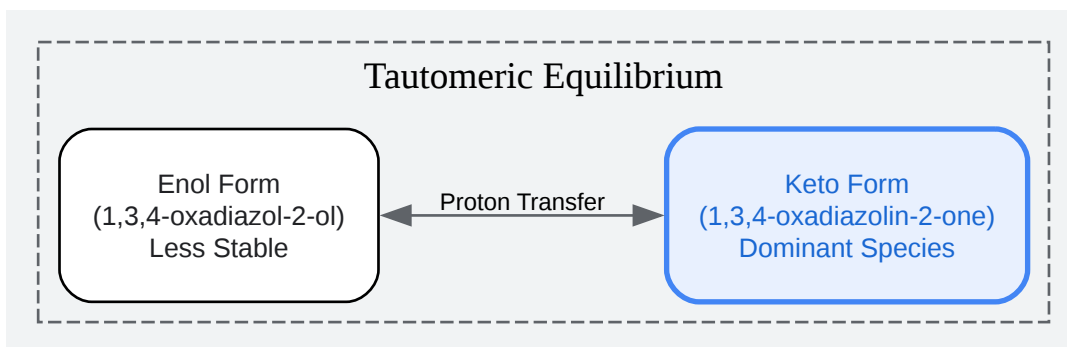 Tautomeric Equilibrium
Enol Form
(1,3,4-oxadiazol-2-ol)
Less Stable
Proton Transfer
Keto Form
(1,3,4-oxadiazolin-2-one)
Dominant Species